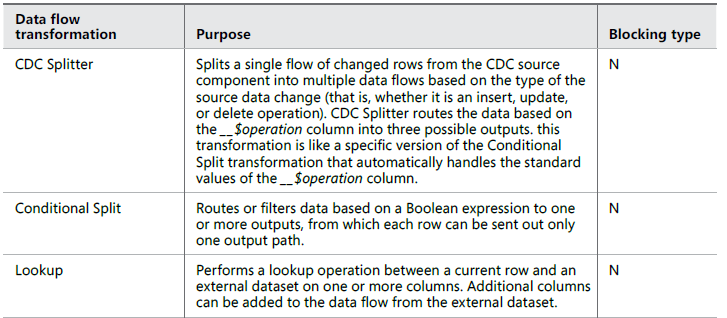 Data flow
transformation
Purpose
Blocking type
CDC Splitter
Splits a single flow of changed rows from the CDC source
component into multiple data flows based on the type of the
source data change (that is, whether it is an insert, update,
or delete operation). CDC Splitter routes the data based on
the __$operation column into three possible outputs. this
transformation is like a specific version of the Conditional
Split transformation that automatically handles the standard
values of the __$operation column.
N
Conditional Split
Routes or filters data based on a Boolean expression to one
or more outputs, from which each row can be sent out only
one output path.
N
Lookup
Performs a lookup operation between a current row and an
external dataset on one or more columns. Additional columns
can be added to the data flow from the external dataset.
N